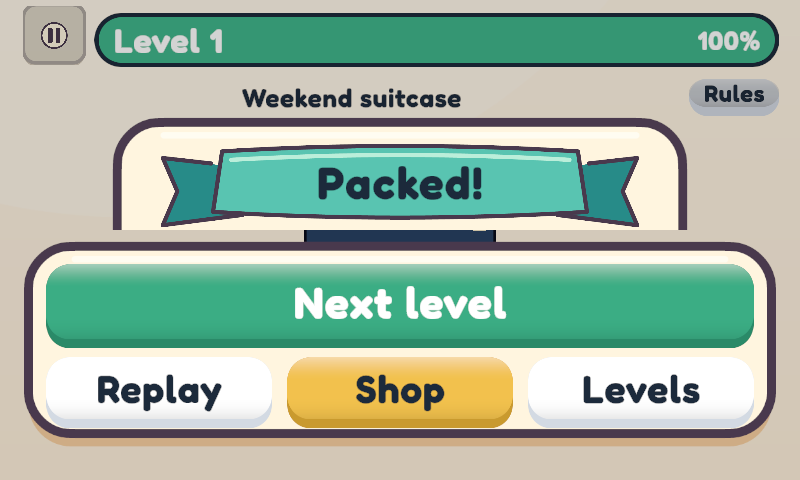 Level 1
100%
Weekend suitcase
Rules
Packed!
Next level
Replay
Shop
Levels